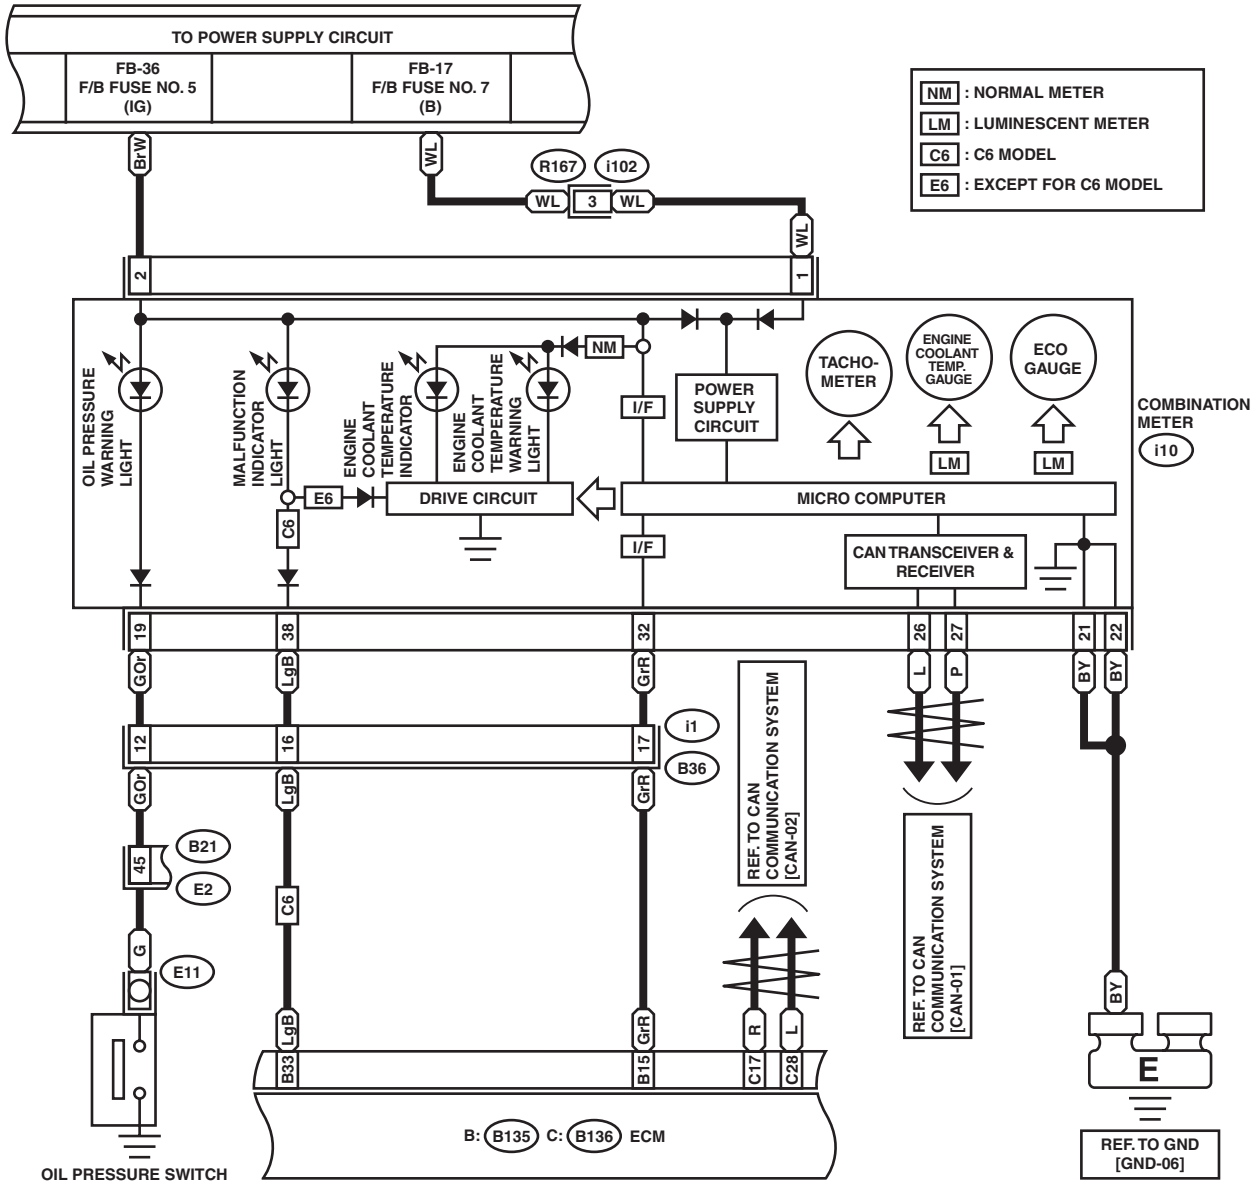 TO POWER SUPPLY CIRCUIT
FB-36
F/B FUSE NO. 5
(IG)
FB-17
F/B FUSE NO. 7
(B)
NM : NORMAL METER
LM : LUMINESCENT METER
C6 : C6 MODEL
E6 : EXCEPT FOR C6 MODEL
BrW
WL
R167
i102
WL
3
WL
WL
2
1
OIL PRESSURE
WARNING
LIGHT
MALFUNCTION
INDICATOR
LIGHT
ENGINE
COOLANT
TEMPERATURE
INDICATOR
ENGINE
COOLANT
TEMPERATURE
WARNING
LIGHT
NM
I/F
POWER
SUPPLY
CIRCUIT
TACHO-
METER
ENGINE
COOLANT
TEMP.
GAUGE
ECO
GAUGE
LM
LM
COMBINATION
METER
i10
E6
C6
DRIVE CIRCUIT
MICRO COMPUTER
I/F
CAN TRANSCEIVER &
RECEIVER
19
38
32
26
27
21
22
GOr
LgB
GrR
L
P
BY
BY
12
16
17
i1
B36
GOr
LgB
GrR
45
B21
E2
C6
G
E11
REF. TO CAN
COMMUNICATION SYSTEM
[CAN-02]
REF. TO CAN
COMMUNICATION SYSTEM
[CAN-01]
LgB
GrR
R
L
BY
B33
B15
C17
C28
B: B135 C: B136 ECM
E
OIL PRESSURE SWITCH
REF. TO GND
[GND-06]